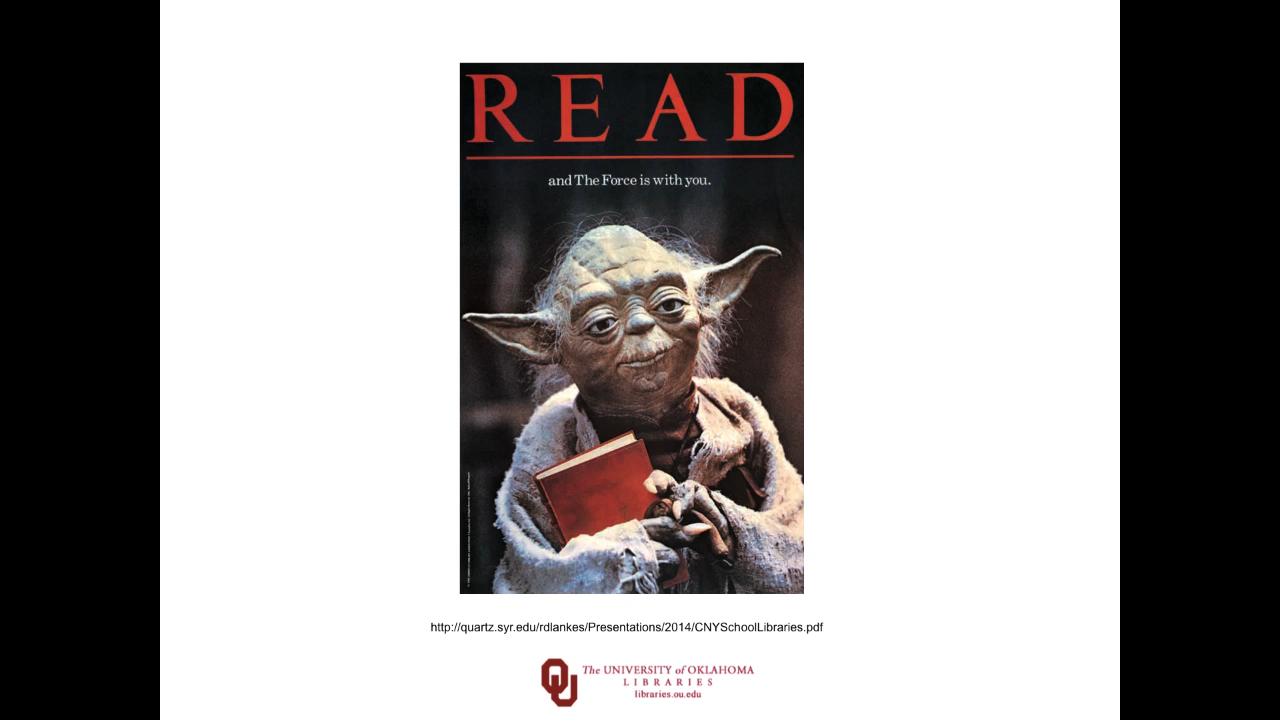 READ
and The Force is with you.
http://quartz.syr.edu/rdlankes/Presentations/2014/CNYSchoolLibraries.pdf
OU
The UNIVERSITY of OKLAHOMA
LIBRARIES
libraries.ou.edu